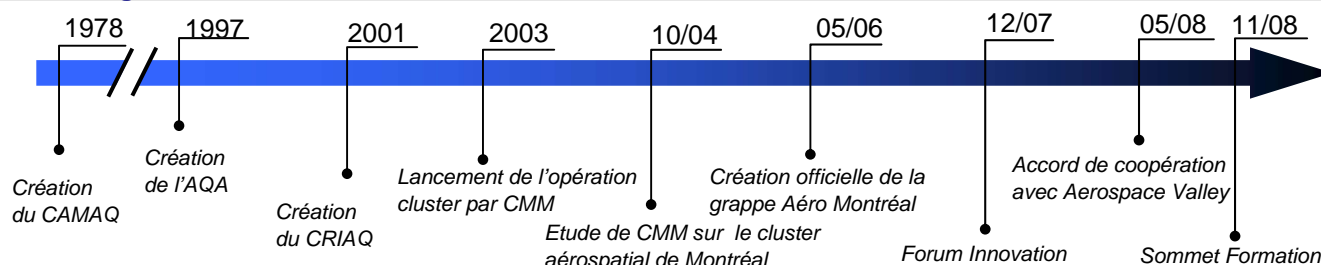 1978
1997
2001
2003
10/04
05/06
12/07
05/08
11/08
Création
du CAMAQ
Création
de l'AQA
Création
du CRIAQ
Lancement de l'opération
cluster par CMM
Etude de CMM sur le cluster
aérospatial de Montréal
Création officielle de la
grappe Aéro Montréal
Forum Innovation
Accord de coopération
avec Aerospace Valley
Sommet Formation